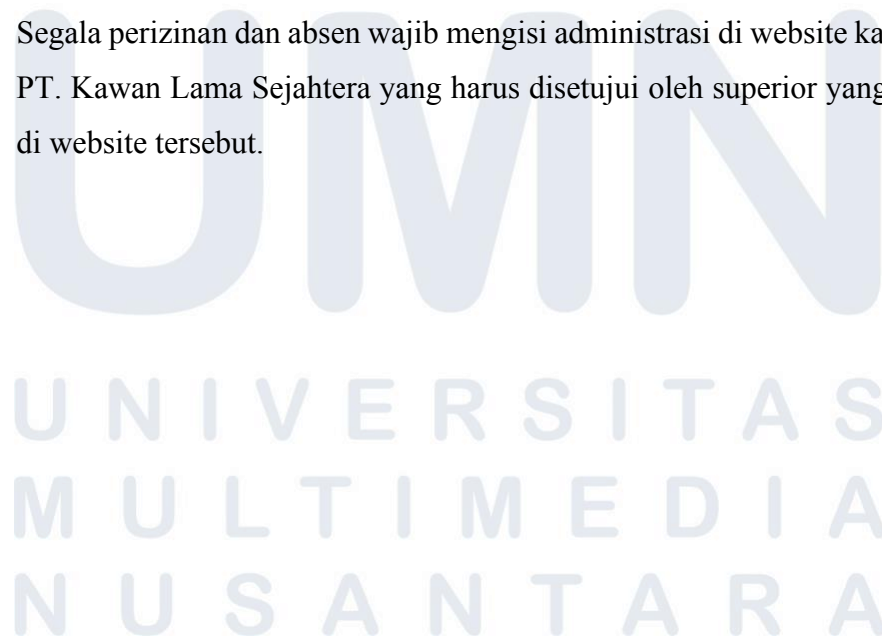 Segala perizinan dan absen wajib mengisi administrasi di website ka
PT. Kawan Lama Sejahtera yang harus disetujui oleh superior yang
di website tersebut.
UMN
UNIVERSITAS
MULTIMEDIA
NUSANTARA